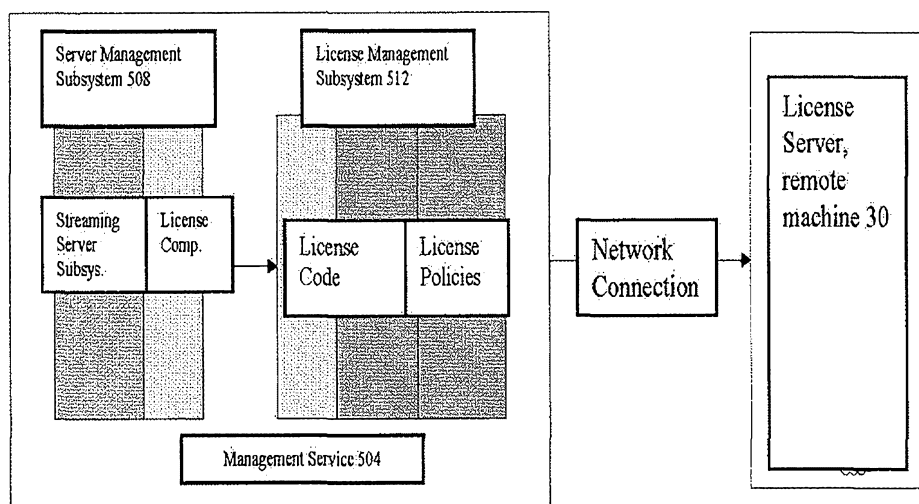 Server Management
Subsystem 508
License Management
Subsystem 512
Streaming
Server
Subsys.
License
Comp.
License
Code
License
Policies
Management Service 504
Network
Connection
License
Server,
remote
machine 30